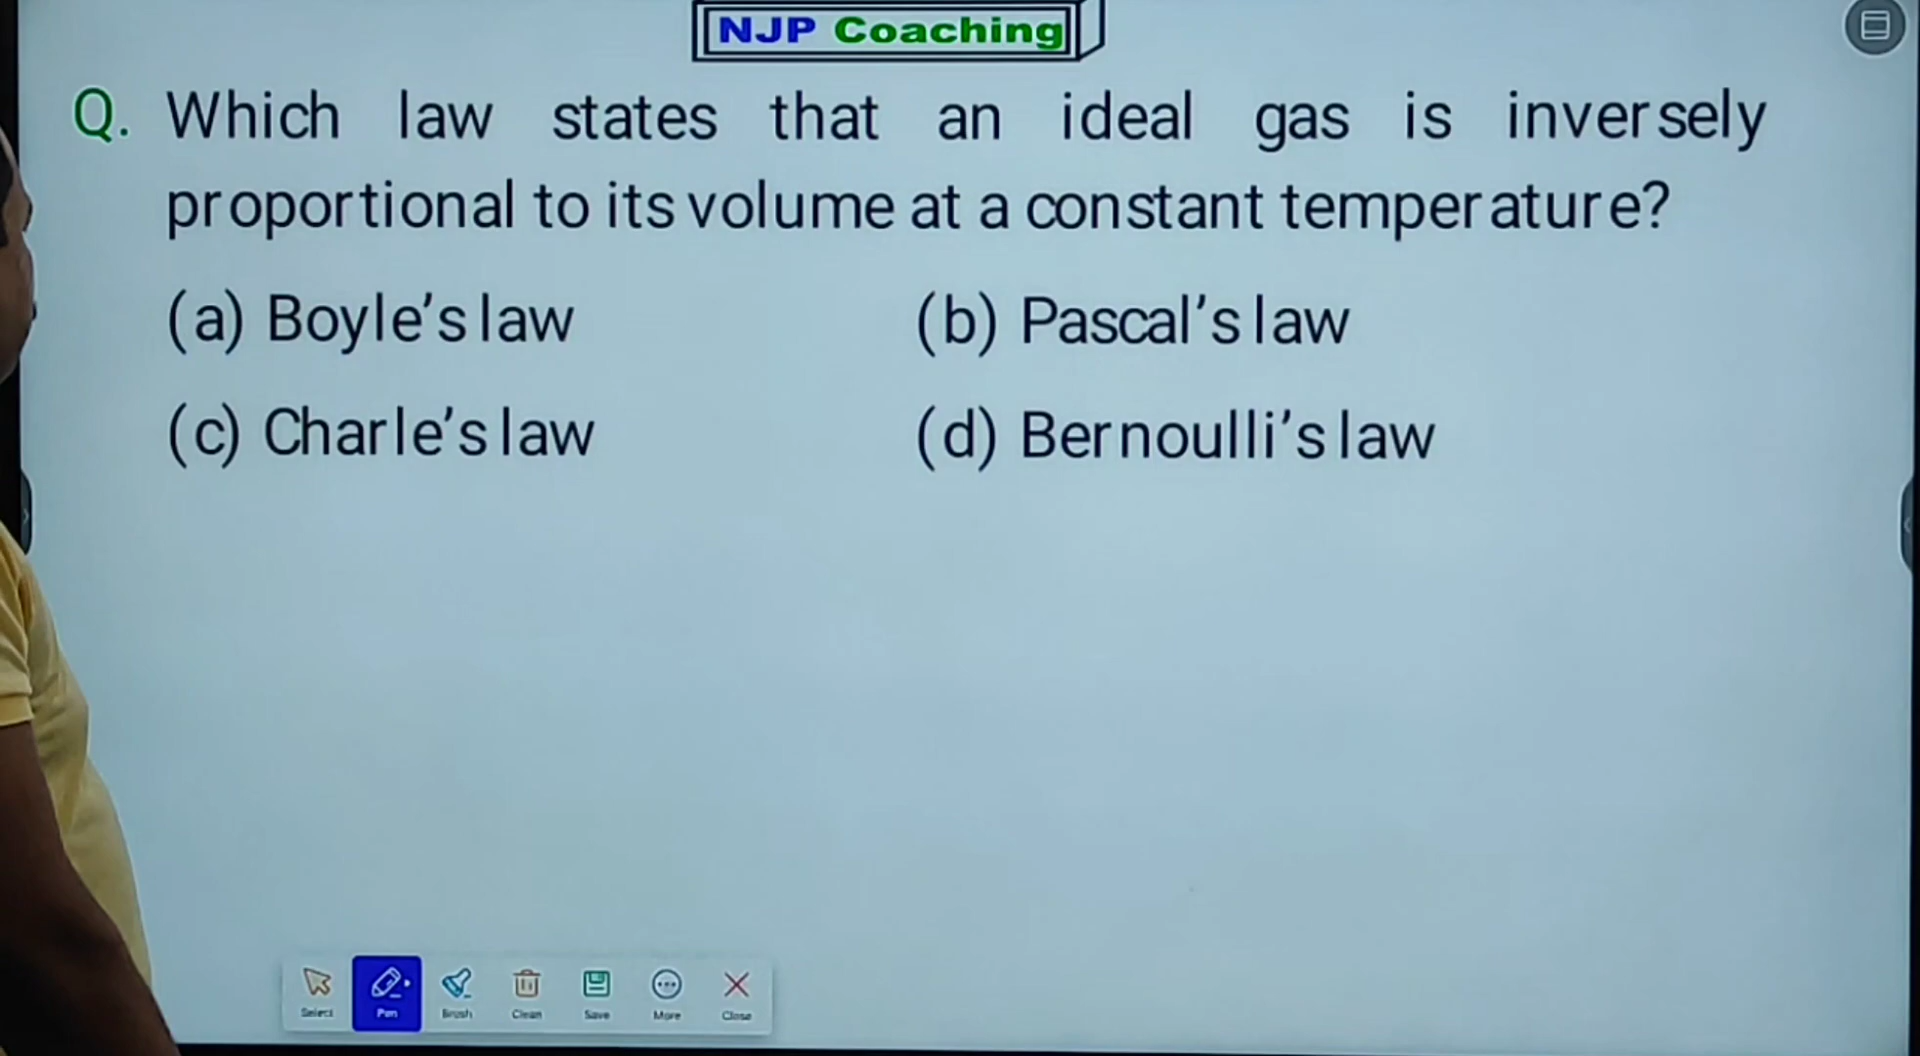 NJP Coaching
Q. Which law states that an ideal gas is inversely
proportional to its volume at a constant temperature?
(a) Boyle's law (b) Pascal's law
(c) Charle's law (d) Bernoulli's law
Select Pen Brush Clean Save More Close